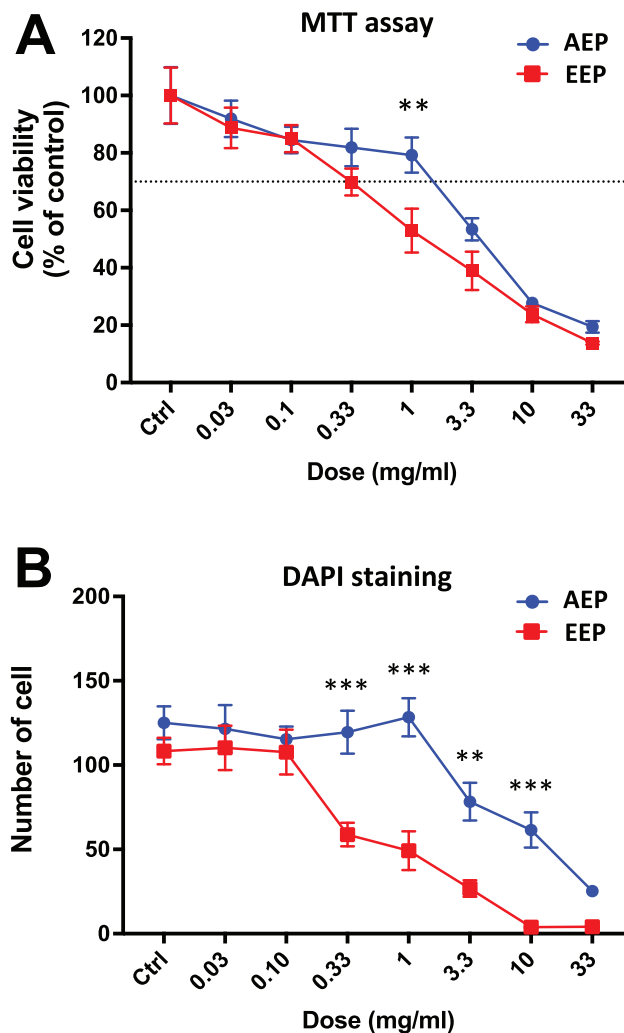 A
MTT assay
AEP
EEP
**
Cell viability
(% of control)
120
100
80
60
40
20
0
Ctrl
0.03
0.1
0.33
1
3.3
10
33
Dose (mg/ml)
B
DAPI staining
AEP
EEP
***
***
**
***
Number of cell
200
150
100
50
0
Ctrl
0.03
0.10
0.33
1
3.3
10
33
Dose (mg/ml)